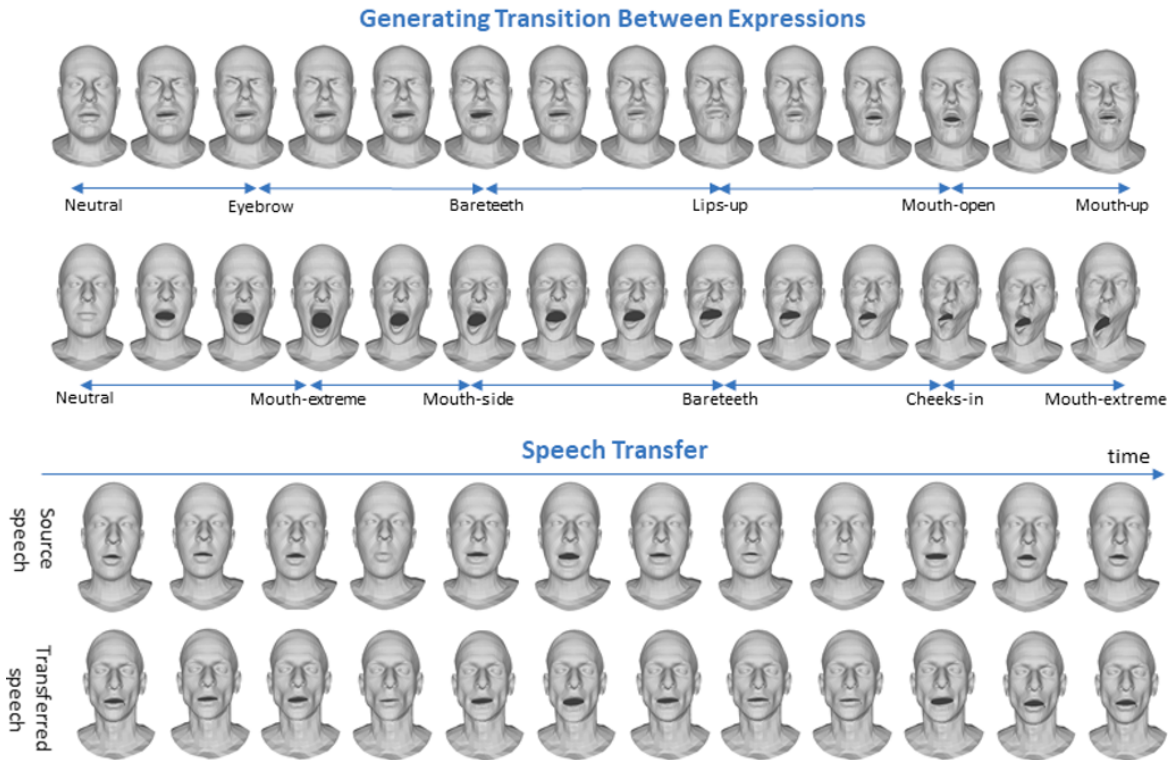 Generating Transition Between Expressions
Neutral Eyebrow Bareteeth Lips-up Mouth-open Mouth-up
Neutral Mouth-extreme Mouth-side Bareteeth Cheeks-in Mouth-extreme
Speech Transfer
time
Source
speech
Transferred
speech